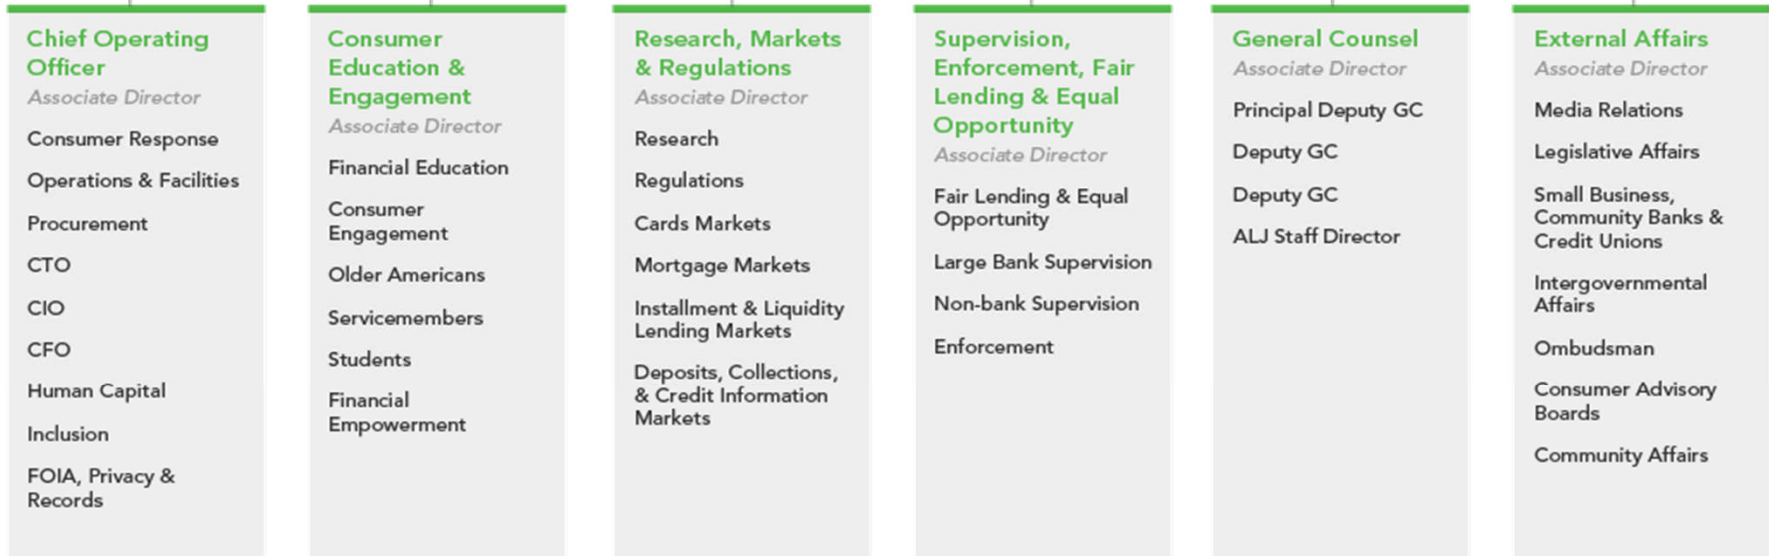 Chief Operating
Officer
Associate Director
Consumer Response
Operations & Facilities
Procurement
CTO
CIO
CFO
Human Capital
Inclusion
FOIA, Privacy &
Records
Consumer
Education &
Engagement
Associate Director
Financial Education
Consumer
Engagement
Older Americans
Servicemembers
Students
Financial
Empowerment
Research, Markets
& Regulations
Associate Director
Research
Regulations
Cards Markets
Mortgage Markets
Installment & Liquidity
Lending Markets
Deposits, Collections,
& Credit Information
Markets
Supervision,
Enforcement, Fair
Lending & Equal
Opportunity
Associate Director
Fair Lending & Equal
Opportunity
Large Bank Supervision
Non-bank Supervision
Enforcement
General Counsel
Associate Director
Principal Deputy GC
Deputy GC
Deputy GC
ALJ Staff Director
External Affairs
Associate Director
Media Relations
Legislative Affairs
Small Business,
Community Banks &
Credit Unions
Intergovernmental
Affairs
Ombudsman
Consumer Advisory
Boards
Community Affairs